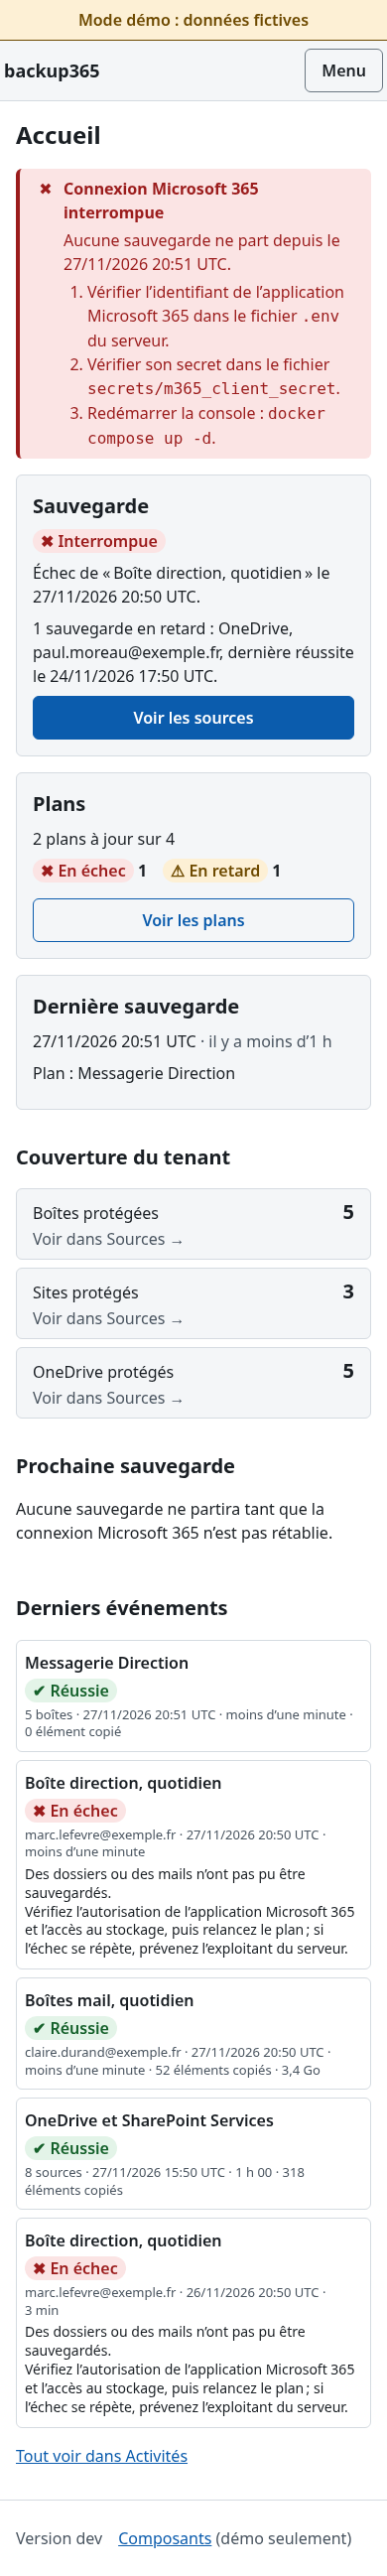 Mode démo : données fictives
backup365
Menu
Accueil
✖ Connexion Microsoft 365
interrompue
Aucune sauvegarde ne part depuis le
27/11/2026 20:51 UTC.
1. Vérifier l’identifiant de l’application
Microsoft 365 dans le fichier .env
du serveur.
2. Vérifier son secret dans le fichier
secrets/m365_client_secret.
3. Redémarrer la console : docker
compose up -d.
Sauvegarde
✖ Interrompue
Échec de « Boîte direction, quotidien » le
27/11/2026 20:50 UTC.
1 sauvegarde en retard : OneDrive,
paul.moreau@exemple.fr, dernière réussite
le 24/11/2026 17:50 UTC.
Voir les sources
Plans
2 plans à jour sur 4
✖ En échec 1 ⚠ En retard 1
Voir les plans
Dernière sauvegarde
27/11/2026 20:51 UTC · il y a moins d’1 h
Plan : Messagerie Direction
Couverture du tenant
Boîtes protégées 5
Voir dans Sources →
Sites protégés 3
Voir dans Sources →
OneDrive protégés 5
Voir dans Sources →
Prochaine sauvegarde
Aucune sauvegarde ne partira tant que la
connexion Microsoft 365 n’est pas rétablie.
Derniers événements
Messagerie Direction
✔ Réussie
5 boîtes · 27/11/2026 20:51 UTC · moins d’une minute ·
0 élément copié
Boîte direction, quotidien
✖ En échec
marc.lefevre@exemple.fr · 27/11/2026 20:50 UTC ·
moins d’une minute
Des dossiers ou des mails n’ont pas pu être
sauvegardés.
Vérifiez l’autorisation de l’application Microsoft 365
et l’accès au stockage, puis relancez le plan ; si
l’échec se répète, prévenez l’exploitant du serveur.
Boîtes mail, quotidien
✔ Réussie
claire.durand@exemple.fr · 27/11/2026 20:50 UTC ·
moins d’une minute · 52 éléments copiés · 3,4 Go
OneDrive et SharePoint Services
✔ Réussie
8 sources · 27/11/2026 15:50 UTC · 1 h 00 · 318
éléments copiés
Boîte direction, quotidien
✖ En échec
marc.lefevre@exemple.fr · 26/11/2026 20:50 UTC ·
3 min
Des dossiers ou des mails n’ont pas pu être
sauvegardés.
Vérifiez l’autorisation de l’application Microsoft 365
et l’accès au stockage, puis relancez le plan ; si
l’échec se répète, prévenez l’exploitant du serveur.
Tout voir dans Activités
Version dev Composants (démo seulement)